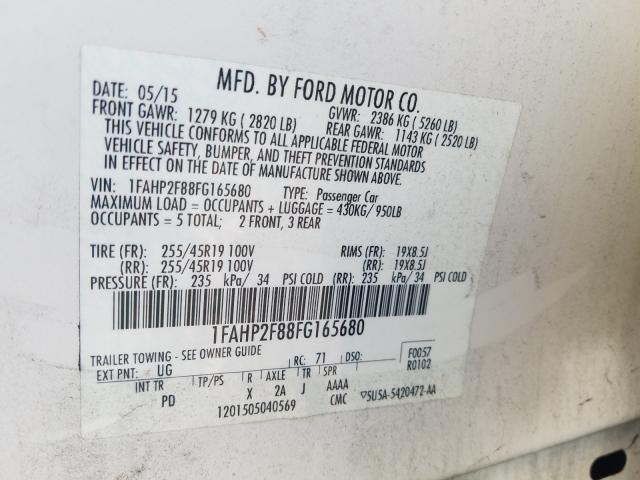 MFD. BY FORD MOTOR CO.
DATE: 05/15 GVWR: 2386 KG (5260 LB)
FRONT GAWR: 1279 KG (2820 LB) REAR GAWR: 1143 KG (2520 LB)
THIS VEHICLE CONFORMS TO ALL APPLICABLE FEDERAL MOTOR
VEHICLE SAFETY, BUMPER, AND THEFT PREVENTION STANDARDS
IN EFFECT ON THE DATE OF MANUFACTURE SHOWN ABOVE.
VIN: 1FAHP2F88FG165680 TYPE: Passenger Car
MAXIMUM LOAD = OCCUPANTS + LUGGAGE = 430KG/950LB
OCCUPANTS = 5 TOTAL; 2 FRONT, 3 REAR
TIRE (FR): 255/45R19 100V RIMS (FR): 19X8.5J
(RR): 255/45R19 100V (RR): 19X8.5J
PRESSURE (FR): 235 kPa/ 34 PSI COLD (RR): 235 kPa/ 34 PSI COLD
1FAHP2F88FG165680
TRAILER TOWING - SEE OWNER GUIDE
EXT PNT: UG RC: 71 DSO: F0057
R0102
INT TR TP/PS R AXLE TR SPR
PD X 2A J AAAA
1201505040569 CMC ▽5U5A-5420472-AA